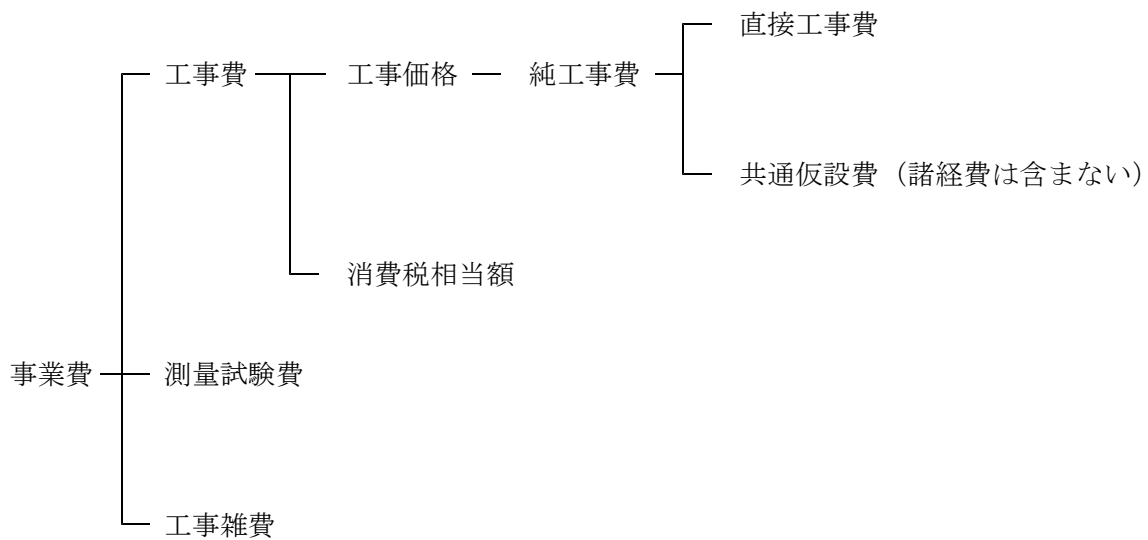 直接工事費
工事費 工事価格 純工事費
共通仮設費（諸経費は含まない）
消費税相当額
事業費 測量試験費
工事雑費